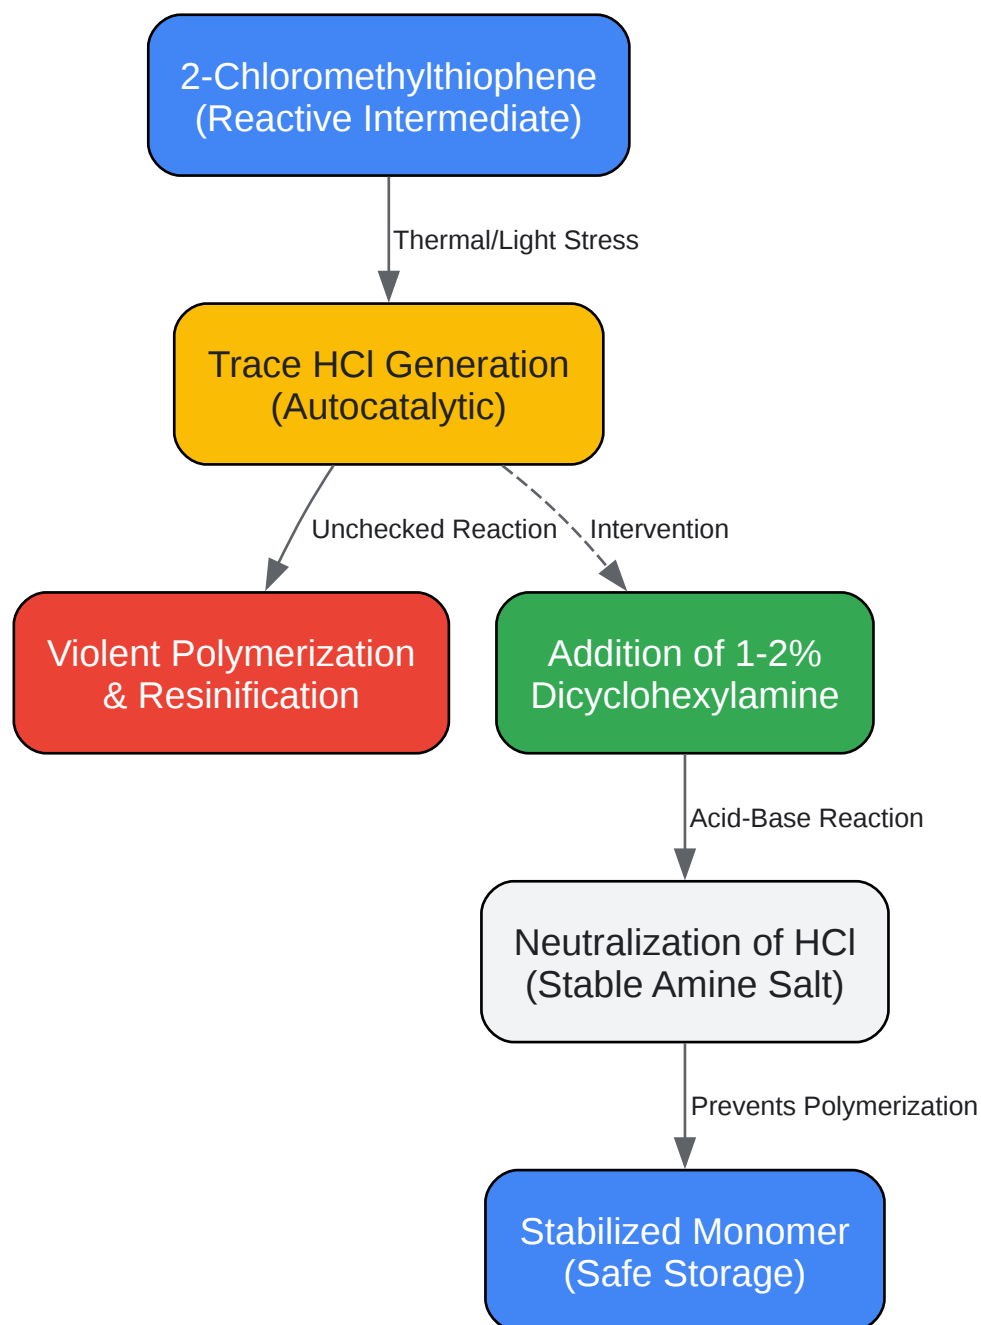 2-Chloromethylthiophene
(Reactive Intermediate)
Thermal/Light Stress
Trace HCl Generation
(Autocatalytic)
Unchecked Reaction
Intervention
Violent Polymerization
& Resinification
Addition of 1-2%
Dicyclohexylamine
Acid-Base Reaction
Neutralization of HCl
(Stable Amine Salt)
Prevents Polymerization
Stabilized Monomer
(Safe Storage)